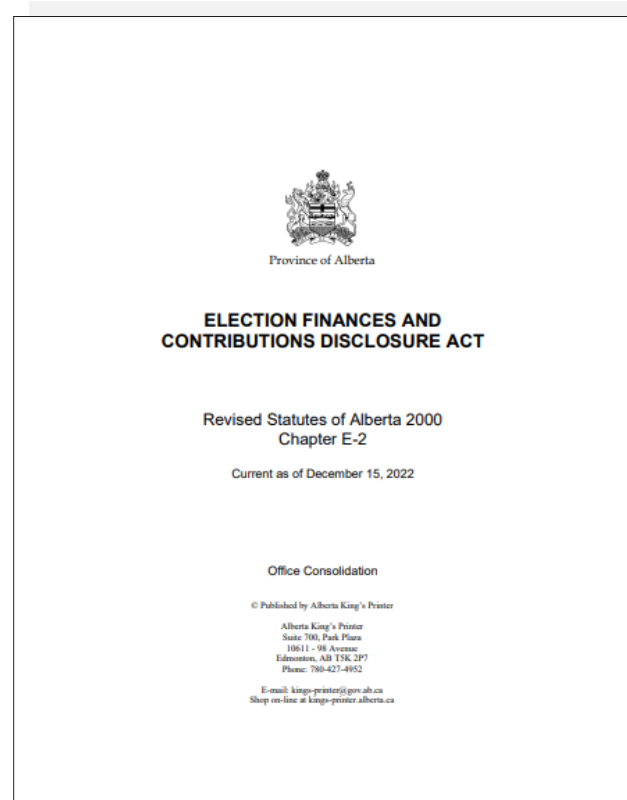 Province of Alberta
ELECTION FINANCES AND
CONTRIBUTIONS DISCLOSURE ACT
Revised Statutes of Alberta 2000
Chapter E-2
Current as of December 15, 2022
Office Consolidation
© Published by Alberta King's Printer
Alberta King's Printer
Suite 700, Park Plaza
10611 - 98 Avenue
Edmonton, AB T5K 2P7
Phone: 780-427-4952
E-mail: kings-printer@gov.ab.ca
Shop on-line at kings-printer.alberta.ca